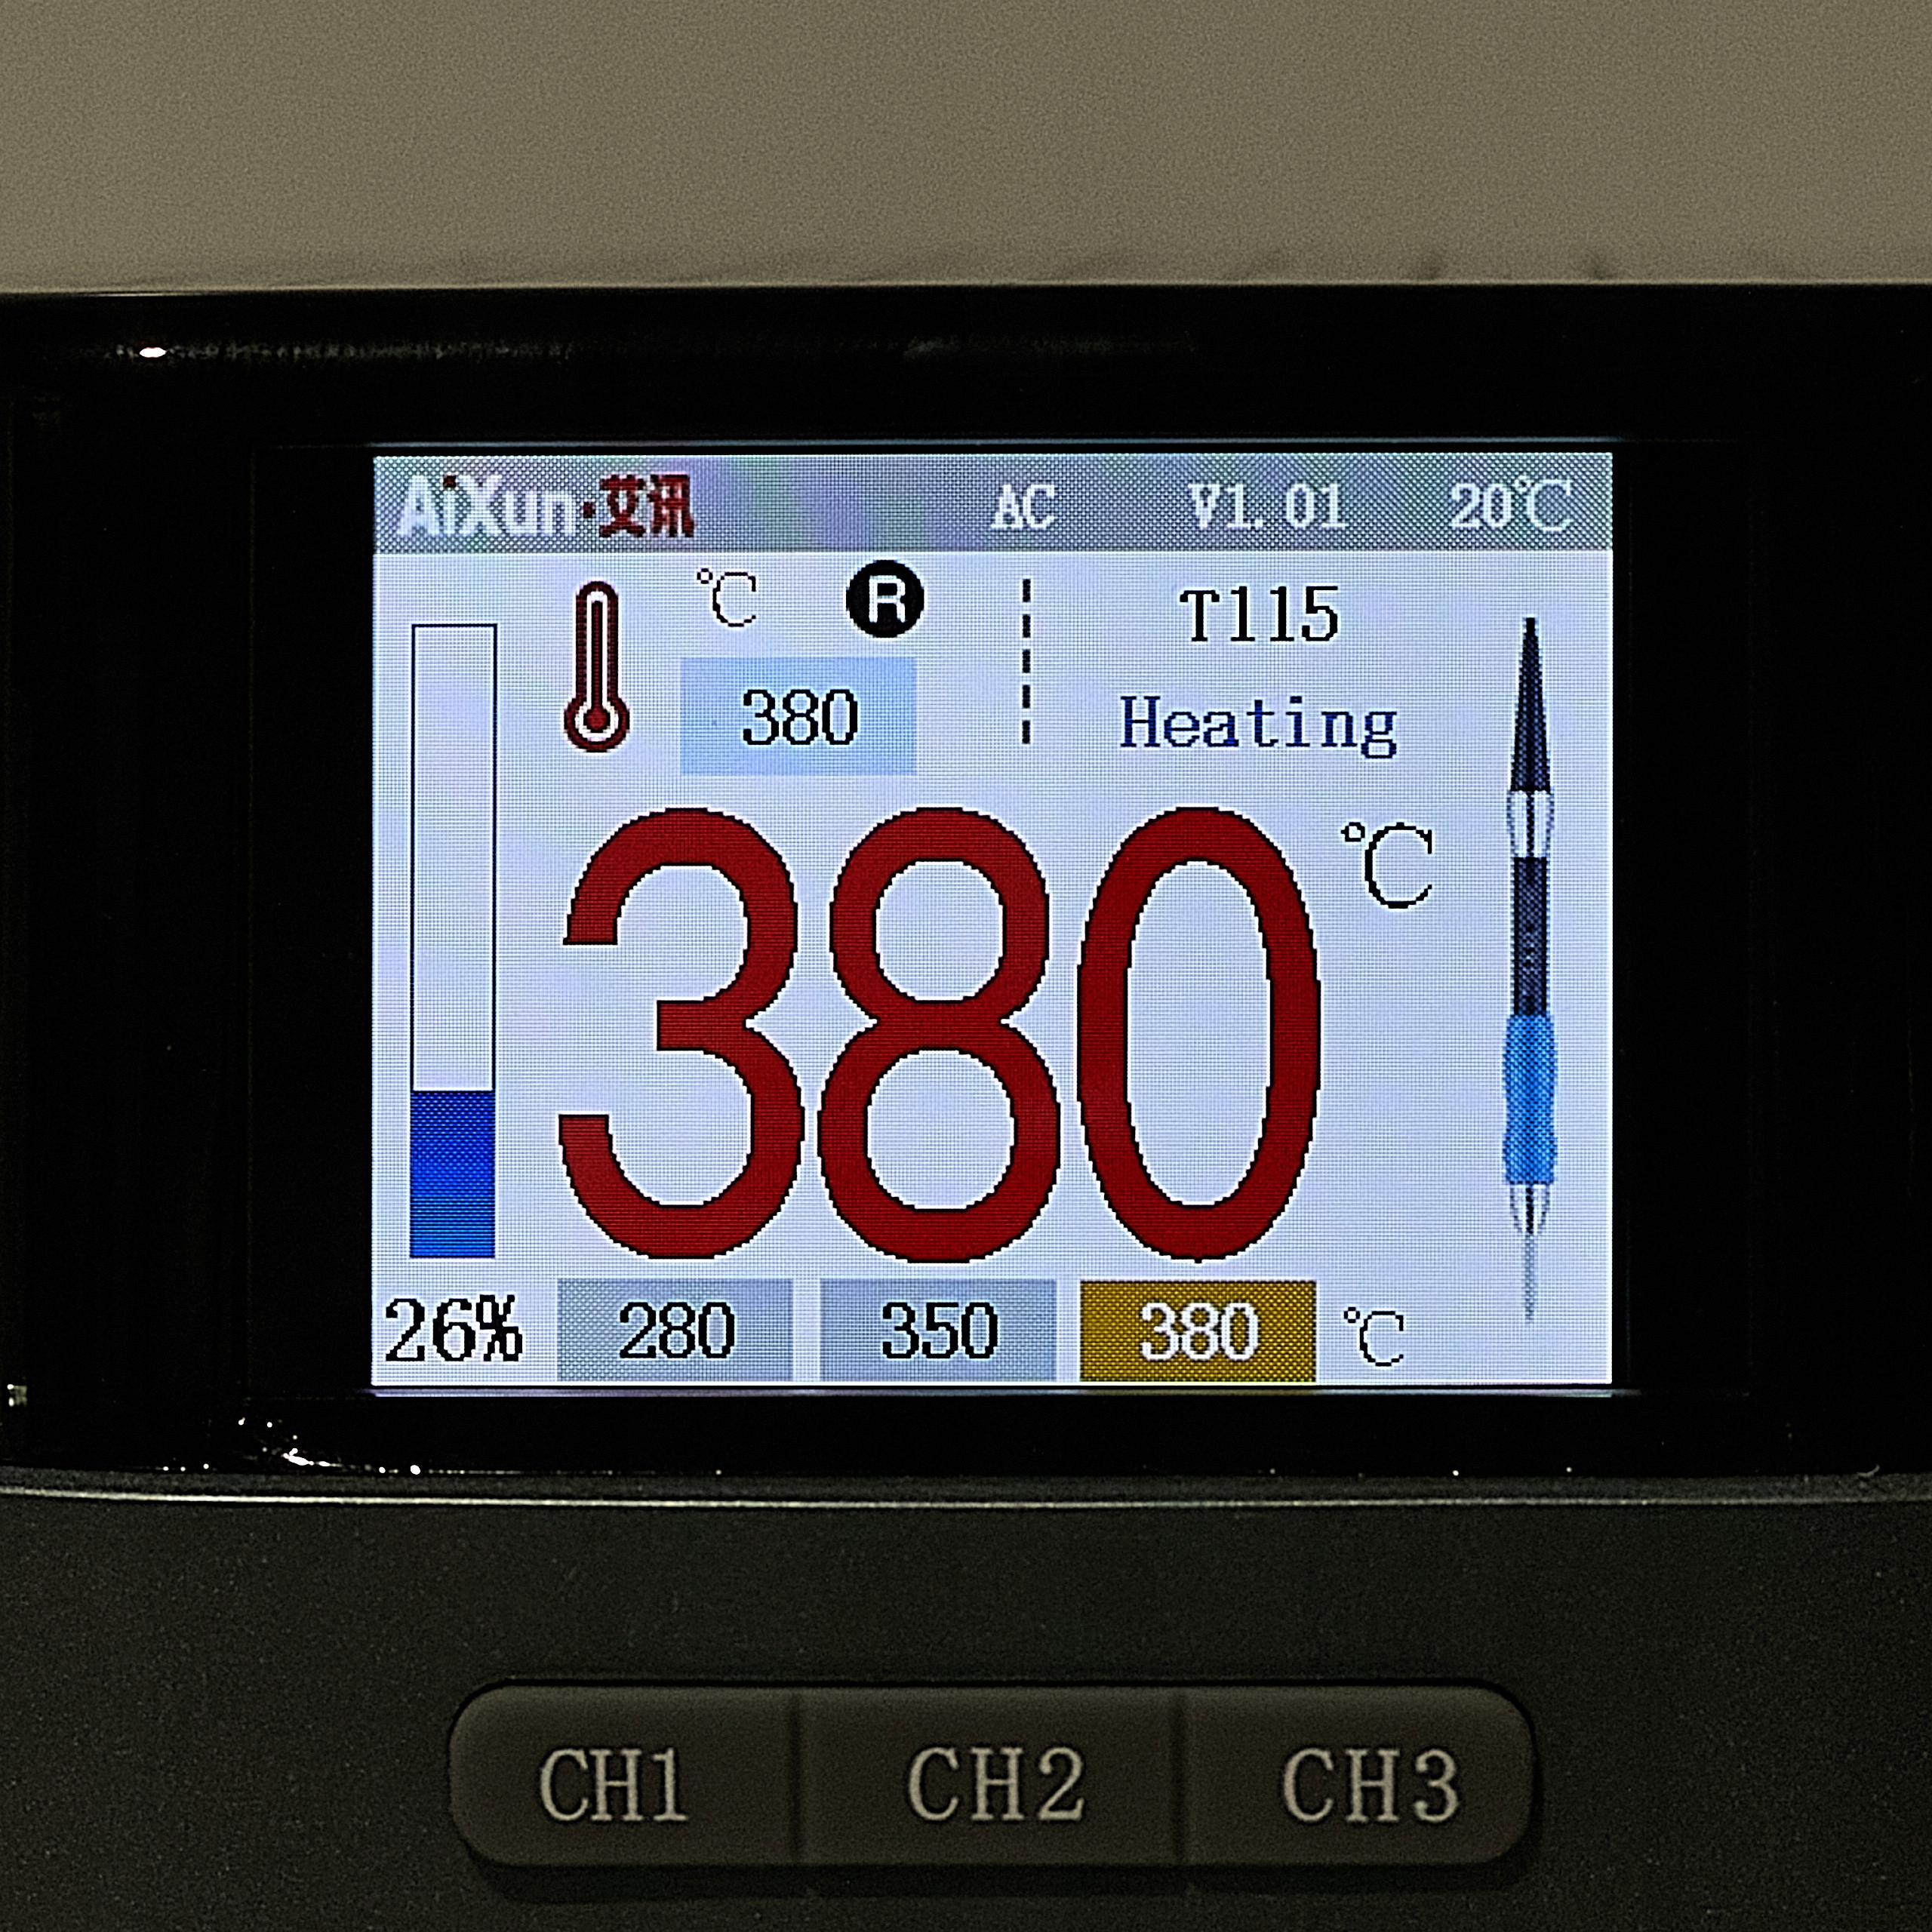 AiXun·艾讯 AC V1.01 20℃
℃ R T115
380 Heating
380 ℃
26% 280 350 380 ℃
CH1 CH2 CH3